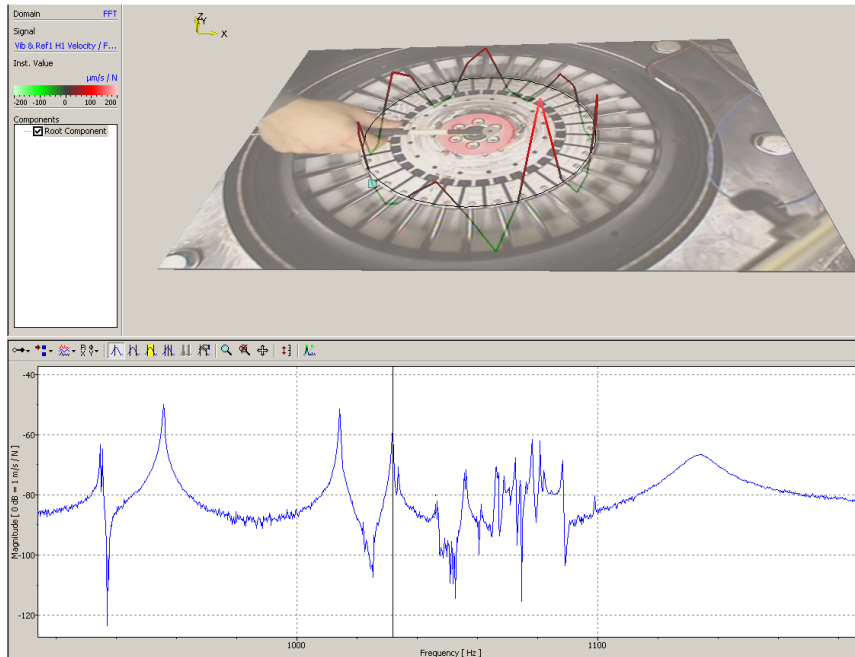 Domain FFT
Signal
Vib & Ref1 H1 Velocity / F...
Inst. Value
µm/s / N
-200 -100 0 100 200
Components
Root Component
Z
Y
X
-40
-60
-80
-100
-120
Magnitude [ 0 dB = 1 m/s / N ]
1000 1100
Frequency [ Hz ]